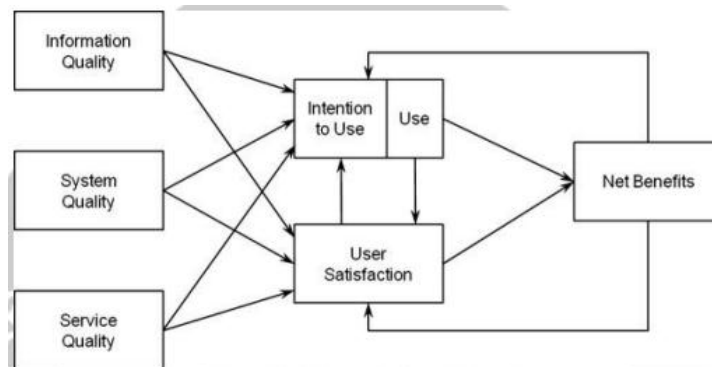 Information
Quality
Intention
to Use
Use
System
Quality
Net Benefits
User
Satisfaction
Service
Quality